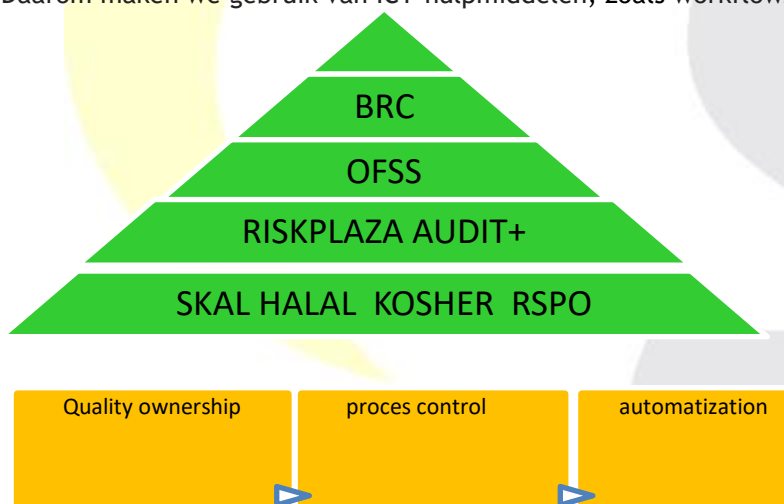 Daarom maken we gebruik van ICT hulpmiddelen, zoals workflow
BRC
OFSS
RISKPLAZA AUDIT+
SKAL HALAL KOSHER RSPO
Quality ownership
proces control
automatization